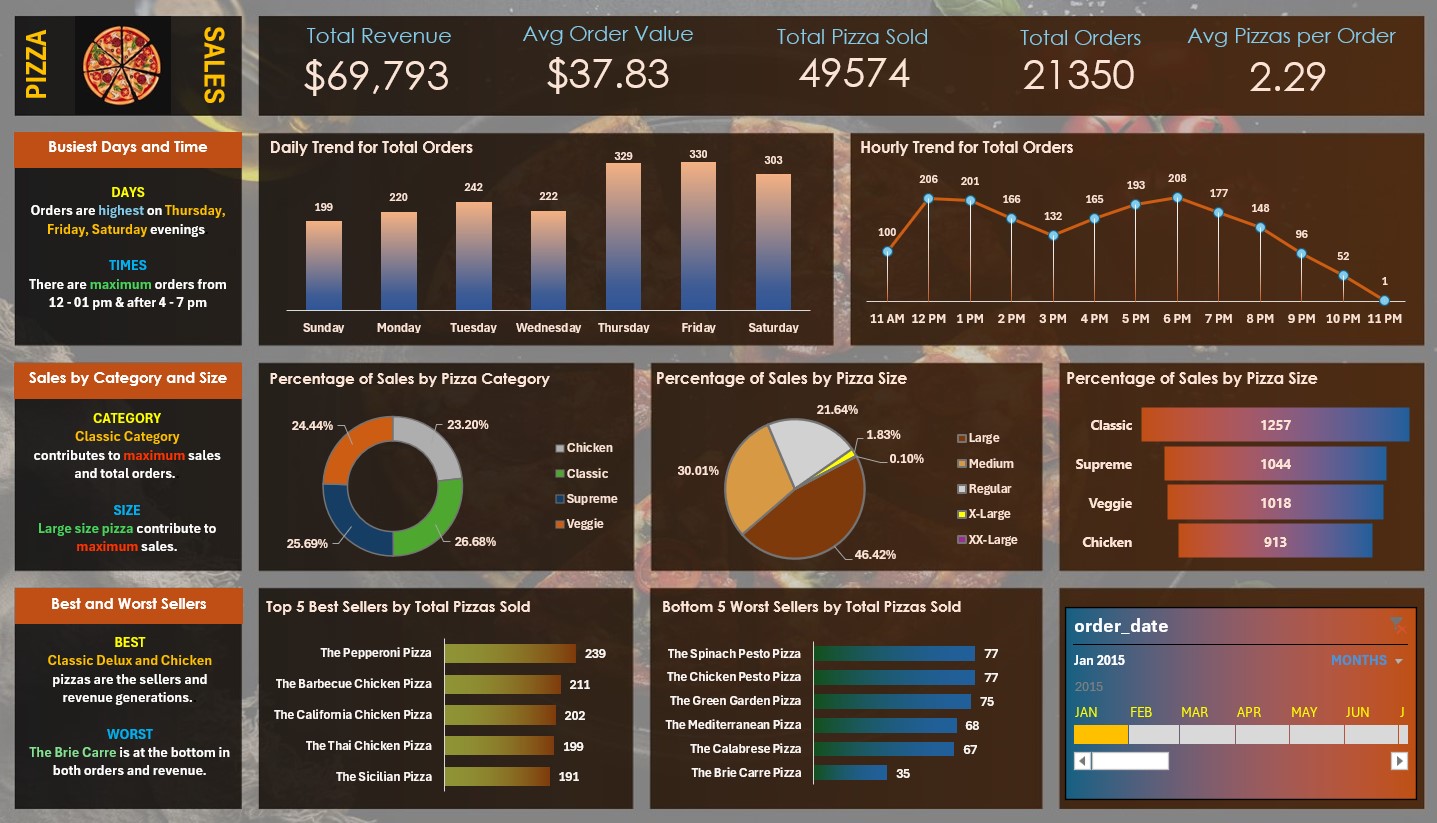 PIZZA
SALES
Total Revenue
$69,793
Avg Order Value
$37.83
Total Pizza Sold
49574
Total Orders
21350
Avg Pizzas per Order
2.29
Busiest Days and Time
DAYS
Orders are highest on Thursday,
Friday, Saturday evenings
TIMES
There are maximum orders from
12 - 01 pm & after 4 - 7 pm
Daily Trend for Total Orders
199
220
242
222
329
330
303
Sunday
Monday
Tuesday
Wednesday
Thursday
Friday
Saturday
Hourly Trend for Total Orders
100
206
201
166
132
165
193
208
177
148
96
52
1
11 AM
12 PM
1 PM
2 PM
3 PM
4 PM
5 PM
6 PM
7 PM
8 PM
9 PM
10 PM
11 PM
Sales by Category and Size
CATEGORY
Classic Category
contributes to maximum sales
and total orders.
SIZE
Large size pizza contribute to
maximum sales.
Percentage of Sales by Pizza Category
24.44%
23.20%
25.69%
26.68%
Chicken
Classic
Supreme
Veggie
Percentage of Sales by Pizza Size
21.64%
1.83%
0.10%
30.01%
46.42%
Large
Medium
Regular
X-Large
XX-Large
Percentage of Sales by Pizza Size
Classic 1257
Supreme 1044
Veggie 1018
Chicken 913
Best and Worst Sellers
BEST
Classic Delux and Chicken
pizzas are the sellers and
revenue generations.
WORST
The Brie Carre is at the bottom in
both orders and revenue.
Top 5 Best Sellers by Total Pizzas Sold
The Pepperoni Pizza 239
The Barbecue Chicken Pizza 211
The California Chicken Pizza 202
The Thai Chicken Pizza 199
The Sicilian Pizza 191
Bottom 5 Worst Sellers by Total Pizzas Sold
The Spinach Pesto Pizza 77
The Chicken Pesto Pizza 77
The Green Garden Pizza 75
The Mediterranean Pizza 68
The Calabrese Pizza 67
The Brie Carre Pizza 35
order_date
Jan 2015
MONTHS
2015
JAN
FEB
MAR
APR
MAY
JUN
J